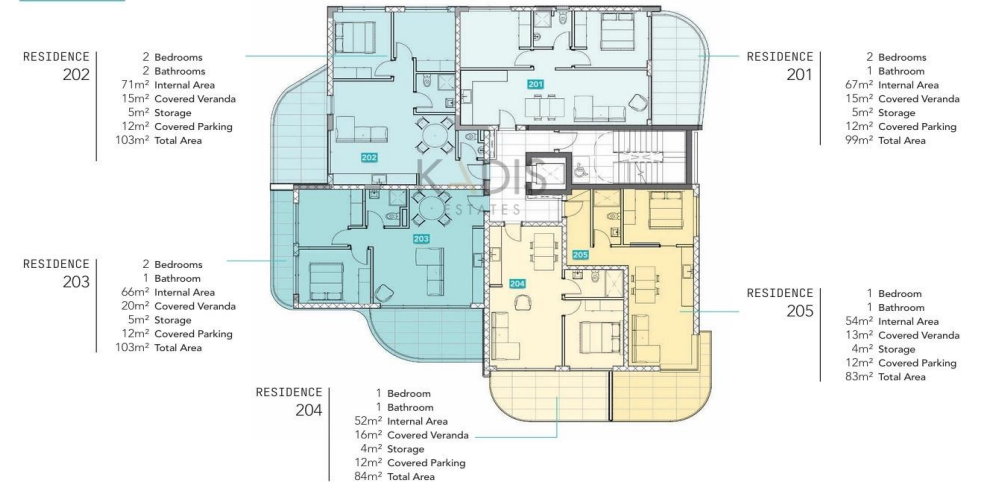 RESIDENCE
202
2 Bedrooms
2 Bathrooms
71m² Internal Area
15m² Covered Veranda
5m² Storage
12m² Covered Parking
103m² Total Area
RESIDENCE
201
2 Bedrooms
1 Bathroom
67m² Internal Area
15m² Covered Veranda
5m² Storage
12m² Covered Parking
99m² Total Area
201
202
KADIS
ESTATES
203
205
204
RESIDENCE
203
2 Bedrooms
1 Bathroom
66m² Internal Area
20m² Covered Veranda
5m² Storage
12m² Covered Parking
103m² Total Area
RESIDENCE
205
1 Bedroom
1 Bathroom
54m² Internal Area
13m² Covered Veranda
4m² Storage
12m² Covered Parking
83m² Total Area
RESIDENCE
204
1 Bedroom
1 Bathroom
52m² Internal Area
16m² Covered Veranda
4m² Storage
12m² Covered Parking
84m² Total Area